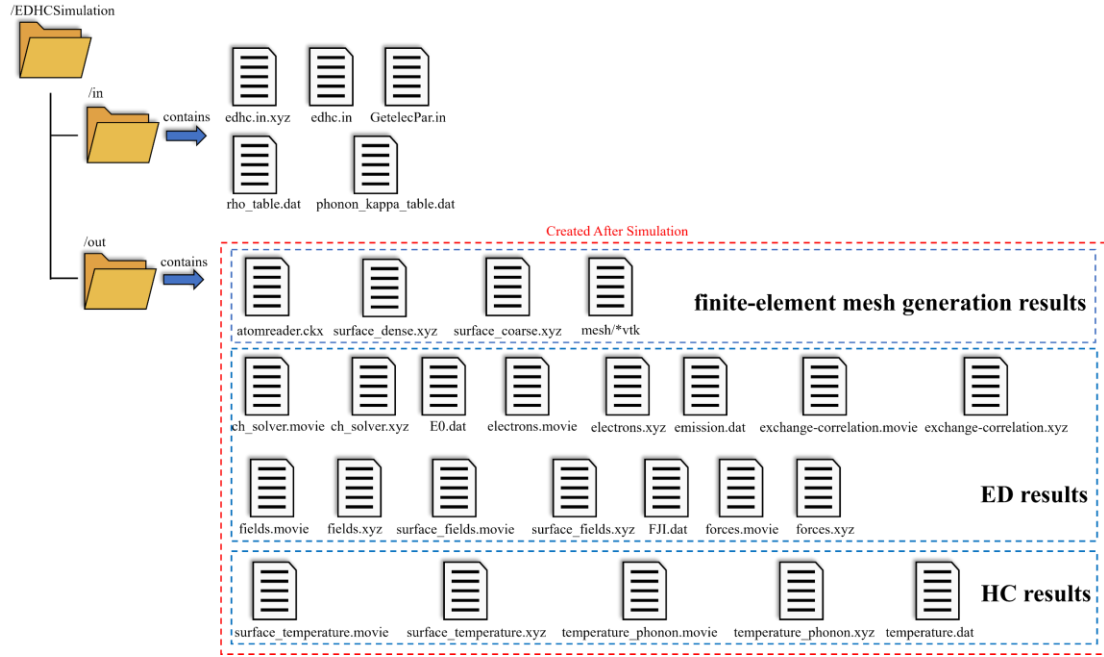 /EDHCSimulation
/in
contains
edhc.in.xyz edhc.in GetelecPar.in
rho_table.dat phonon_kappa_table.dat
/out
contains
Created After Simulation
finite-element mesh generation results
atomreader.ckx surface_dense.xyz surface_coarse.xyz mesh/*vtk
ch_solver.movie ch_solver.xyz E0.dat electrons.movie electrons.xyz emission.dat exchange-correlation.movie exchange-correlation.xyz
ED results
fields.movie fields.xyz surface_fields.movie surface_fields.xyz FJI.dat forces.movie forces.xyz
HC results
surface_temperature.movie surface_temperature.xyz temperature_phonon.movie temperature_phonon.xyz temperature.dat